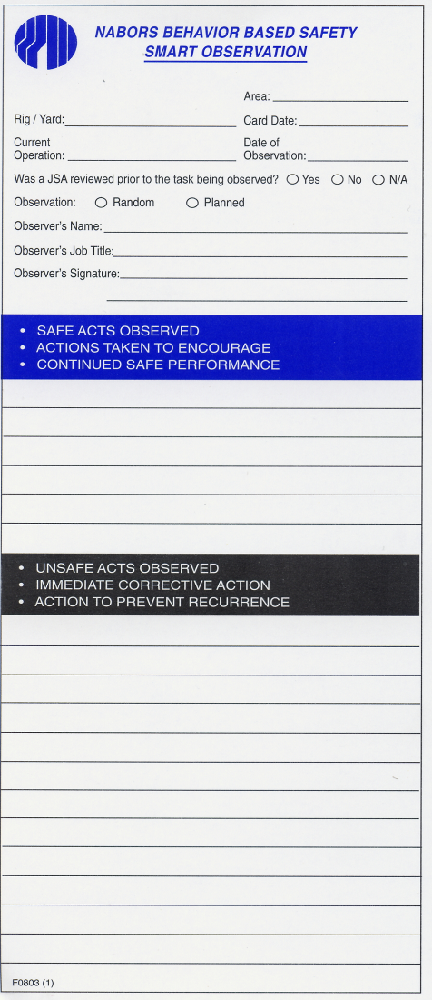 NABORS BEHAVIOR BASED SAFETY
SMART OBSERVATION
Area:
Rig / Yard: Card Date:
Current Date of
Operation: Observation:
Was a JSA reviewed prior to the task being observed? Yes No N/A
Observation: Random Planned
Observer's Name:
Observer's Job Title:
Observer's Signature:
• SAFE ACTS OBSERVED
• ACTIONS TAKEN TO ENCOURAGE
• CONTINUED SAFE PERFORMANCE
• UNSAFE ACTS OBSERVED
• IMMEDIATE CORRECTIVE ACTION
• ACTION TO PREVENT RECURRENCE
F0803 (1)